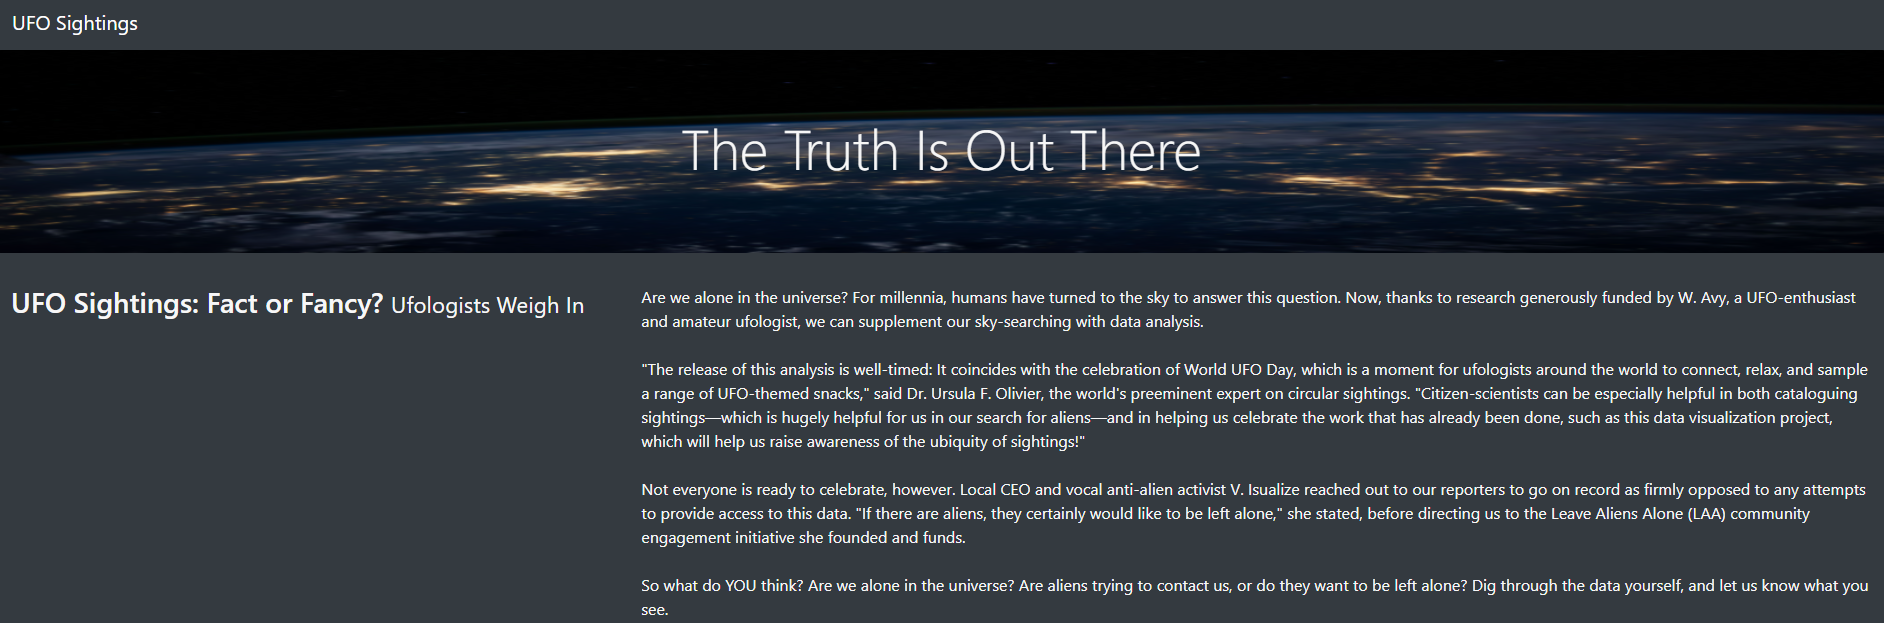 UFO Sightings
The Truth Is Out There
UFO Sightings: Fact or Fancy? Ufologists Weigh In
Are we alone in the universe? For millennia, humans have turned to the sky to answer this question. Now, thanks to research generously funded by W. Avy, a UFO-enthusiast
and amateur ufologist, we can supplement our sky-searching with data analysis.
"The release of this analysis is well-timed: It coincides with the celebration of World UFO Day, which is a moment for ufologists around the world to connect, relax, and sample
a range of UFO-themed snacks," said Dr. Ursula F. Olivier, the world's preeminent expert on circular sightings. "Citizen-scientists can be especially helpful in both cataloguing
sightings—which is hugely helpful for us in our search for aliens—and in helping us celebrate the work that has already been done, such as this data visualization project,
which will help us raise awareness of the ubiquity of sightings!"
Not everyone is ready to celebrate, however. Local CEO and vocal anti-alien activist V. Isualize reached out to our reporters to go on record as firmly opposed to any attempts
to provide access to this data. "If there are aliens, they certainly would like to be left alone," she stated, before directing us to the Leave Aliens Alone (LAA) community
engagement initiative she founded and funds.
So what do YOU think? Are we alone in the universe? Are aliens trying to contact us, or do they want to be left alone? Dig through the data yourself, and let us know what you
see.